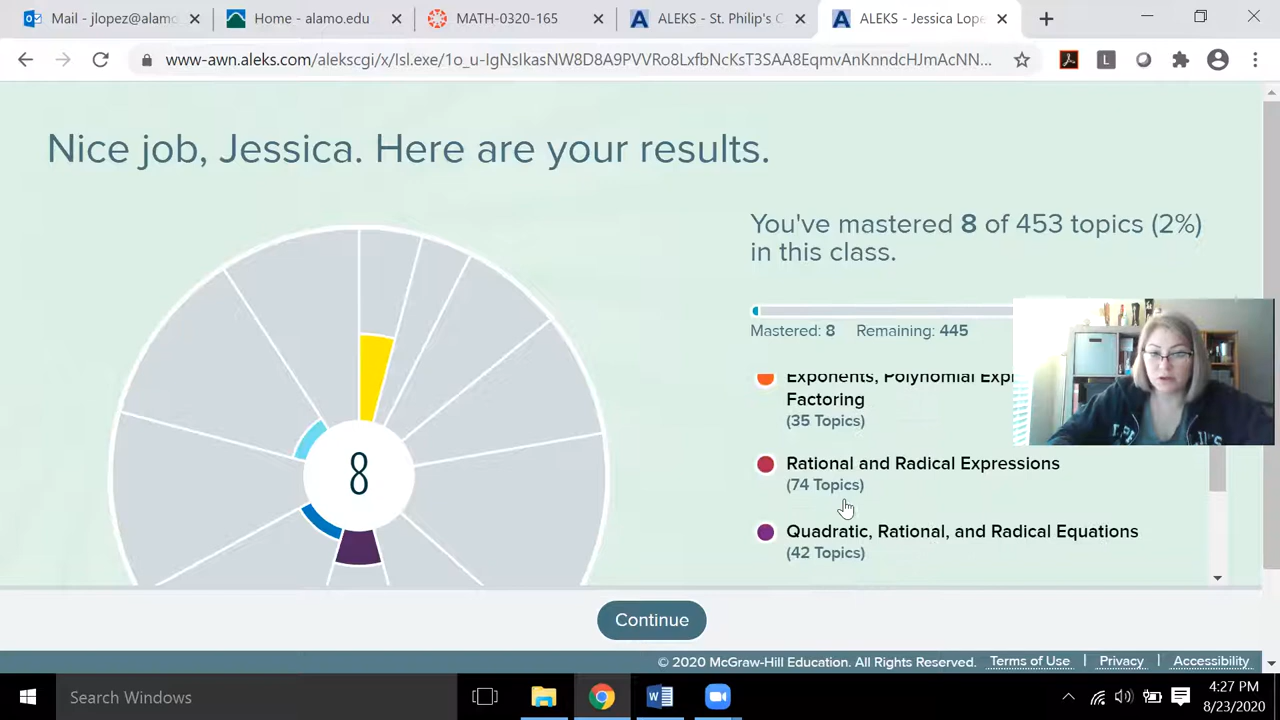 Mail - jlopez@alamo
Home - alamo.edu
MATH-0320-165
ALEKS - St. Philip's C
ALEKS - Jessica Lope
www-awn.aleks.com/alekscgi/x/Isl.exe/1o_u-IgNsIkasNW8D8A9PVVRo8LxfbNcKsT3SAA8EqmvAnKnndcHJmAcNN...
Nice job, Jessica. Here are your results.
You've mastered 8 of 453 topics (2%)
in this class.
Mastered: 8 Remaining: 445
Exponents, Polynomial Expr
Factoring
(35 Topics)
Rational and Radical Expressions
(74 Topics)
Quadratic, Rational, and Radical Equations
(42 Topics)
8
Continue
© 2020 McGraw-Hill Education. All Rights Reserved. Terms of Use | Privacy | Accessibility
Search Windows
4:27 PM
8/23/2020